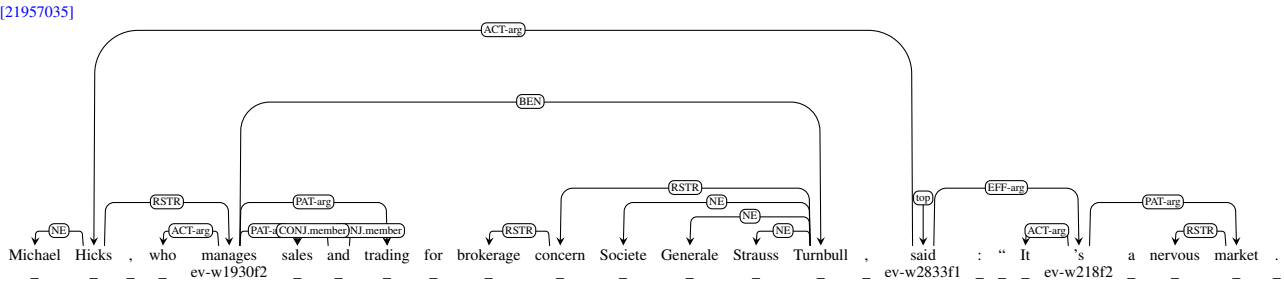 [21957035]
ACT-arg
BEN
RSTR
top EFF-arg
RSTR PAT-arg NE PAT-arg
NE
NE ACT-arg CONJ.member RSTR NE ACT-arg RSTR
Michael Hicks , who manages sales and trading for brokerage concern Societe Generale Strauss Turnbull , said : “ It 's a nervous market .
_ _ _ _ ev-w1930f2 _ _ _ _ _ _ _ _ _ _ _ ev-w2833f1 _ _ _ ev-w218f2 _ _ _ _